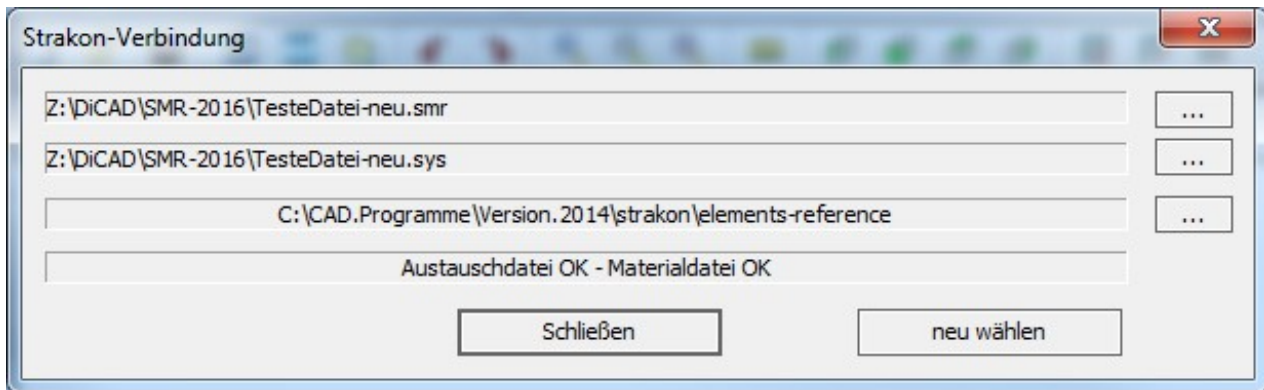 Strakon-Verbindung
Z:\DiCAD\SMR-2016\TesteDatei-neu.smr
...
Z:\DiCAD\SMR-2016\TesteDatei-neu.sys
...
C:\CAD.Programme\Version.2014\strakon\elements-reference
...
Austauschdatei OK - Materialdatei OK
Schließen
neu wählen